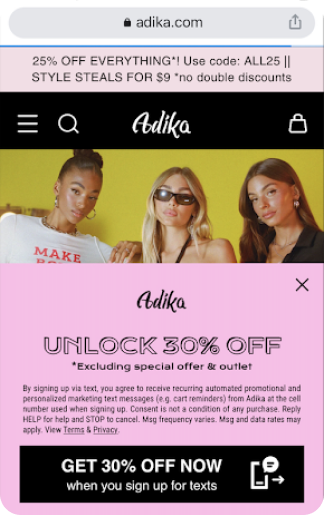 adika.com
25% OFF EVERYTHING*! Use code: ALL25 ||
STYLE STEALS FOR $9 *no double discounts
Adika
MAKE
Adika
UNLOCK 30% OFF
*Excluding special offer & outlet
By signing up via text, you agree to receive recurring automated promotional and
personalized marketing text messages (e.g. cart reminders) from Adika at the cell
number used when signing up. Consent is not a condition of any purchase. Reply
HELP for help and STOP to cancel. Msg frequency varies. Msg and data rates may
apply. View Terms & Privacy.
GET 30% OFF NOW
when you sign up for texts